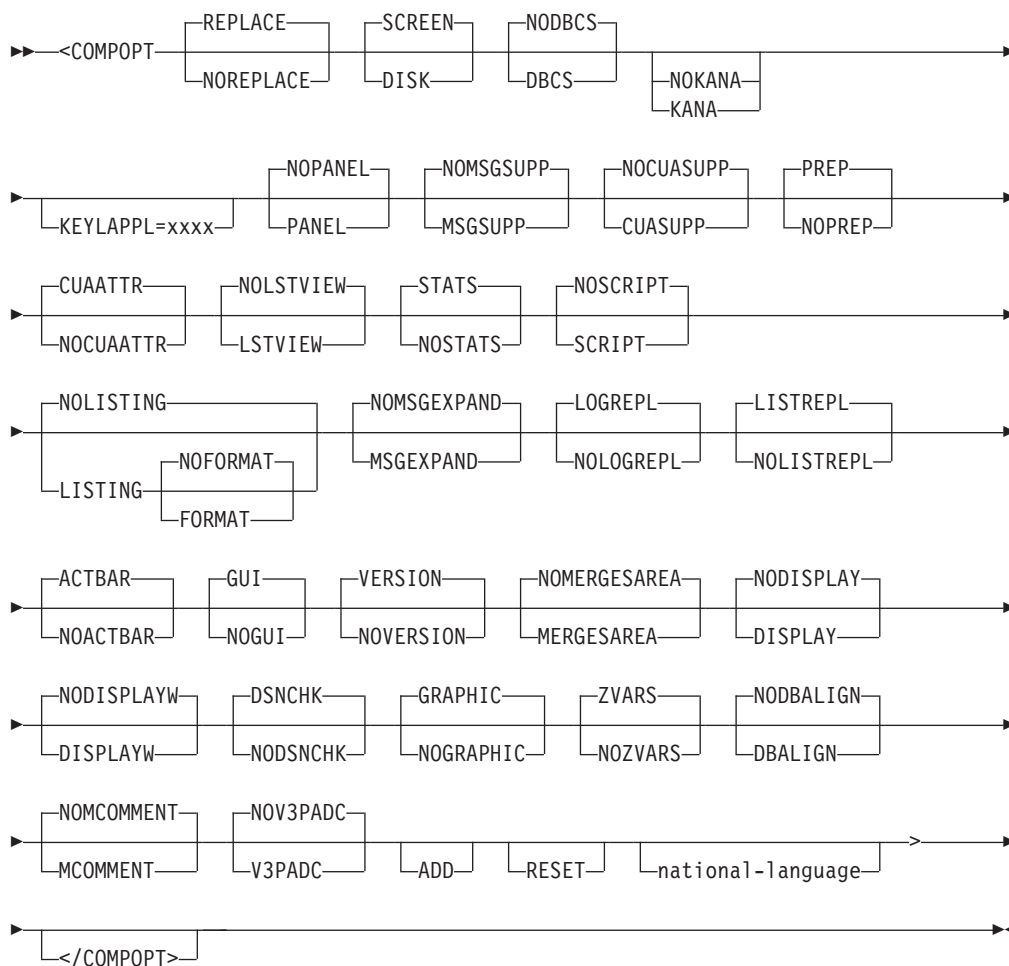 REPLACE SCREEN NODBCS
<COMPOPT
NOREPLACE DISK DBCS NOKANA
KANA
NOPANEL NOMSGSUPP NOCUASUPP PREP
KEYLAPPL=xxxx PANEL MSGSUPP CUASUPP NOPREP
CUAATTR NOLSTVIEW STATS NOSCRIPT
NOCUAATTR LSTVIEW NOSTATS SCRIPT
NOLISTING NOMSGEXPAND LOGREPL LISTREPL
NOFORMAT MSGEXPAND NOLOGREPL NOLISTREPL
LISTING
FORMAT
ACTBAR GUI VERSION NOMERGESAREA NODISPLAY
NOACTBAR NOGUI NOVERSION MERGESAREA DISPLAY
NODISPLAYW DSNCHK GRAPHIC ZVARS NODBALIGN
DISPLAYW NODSNCHK NOGRAPHIC NOZVARS DBALIGN
NOMCOMMENT NOV3PADC
>
MCOMMENT V3PADC ADD RESET national-language
</COMPOPT>